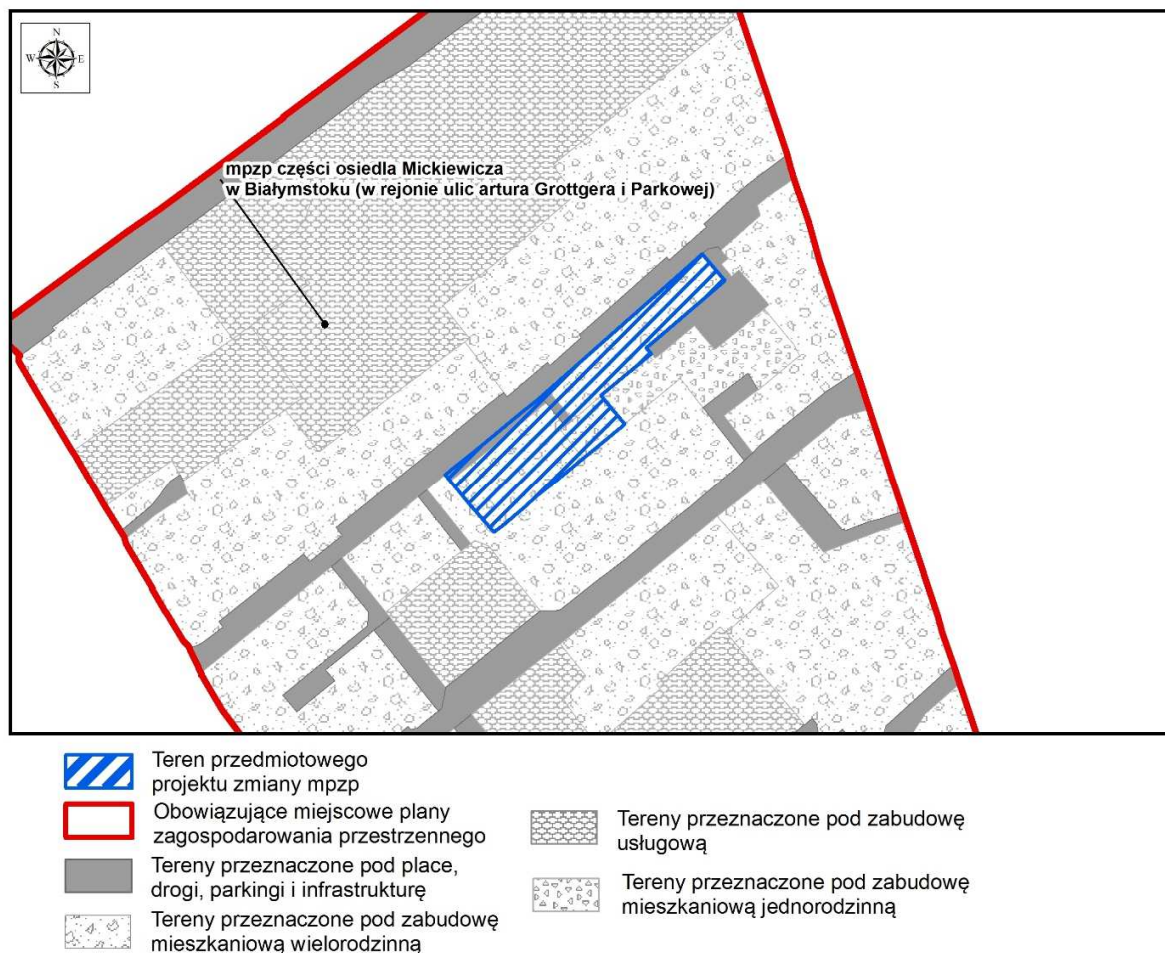 N
W E
S
mpzp części osiedla Mickiewicza
w Białymstoku (w rejonie ulic artura Grottgera i Parkowej)
Teren przedmiotowego
projektu zmiany mpzp
Obowiązujące miejscowe plany
zagospodarowania przestrzennego
Tereny przeznaczone pod place,
drogi, parkingi i infrastrukturę
Tereny przeznaczone pod zabudowę
mieszkaniową wielorodzinną
Tereny przeznaczone pod zabudowę
usługową
Tereny przeznaczone pod zabudowę
mieszkaniową jednorodzinną